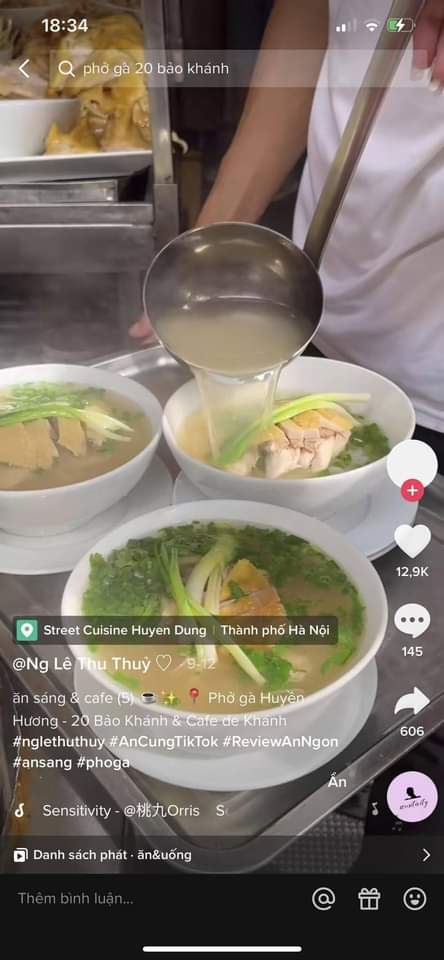 18:34
phở gà 20 bảo khánh
Street Cuisine Huyen Dung | Thành phố Hà Nội
@Ng Lê Thu Thuỷ ♡ · 9-12
ăn sáng & cafe (5) ☕✨📍 Phở gà Huyền
Hương - 20 Bảo Khánh & Cafe de Khánh
#nglethuthuy #AnCungTikTok #ReviewAnNgon
#ansang #phoga
12,9K
145
606
Ẩn
Sensitivity - @桃九Orris S
Danh sách phát · ăn&uống
Thêm bình luận...